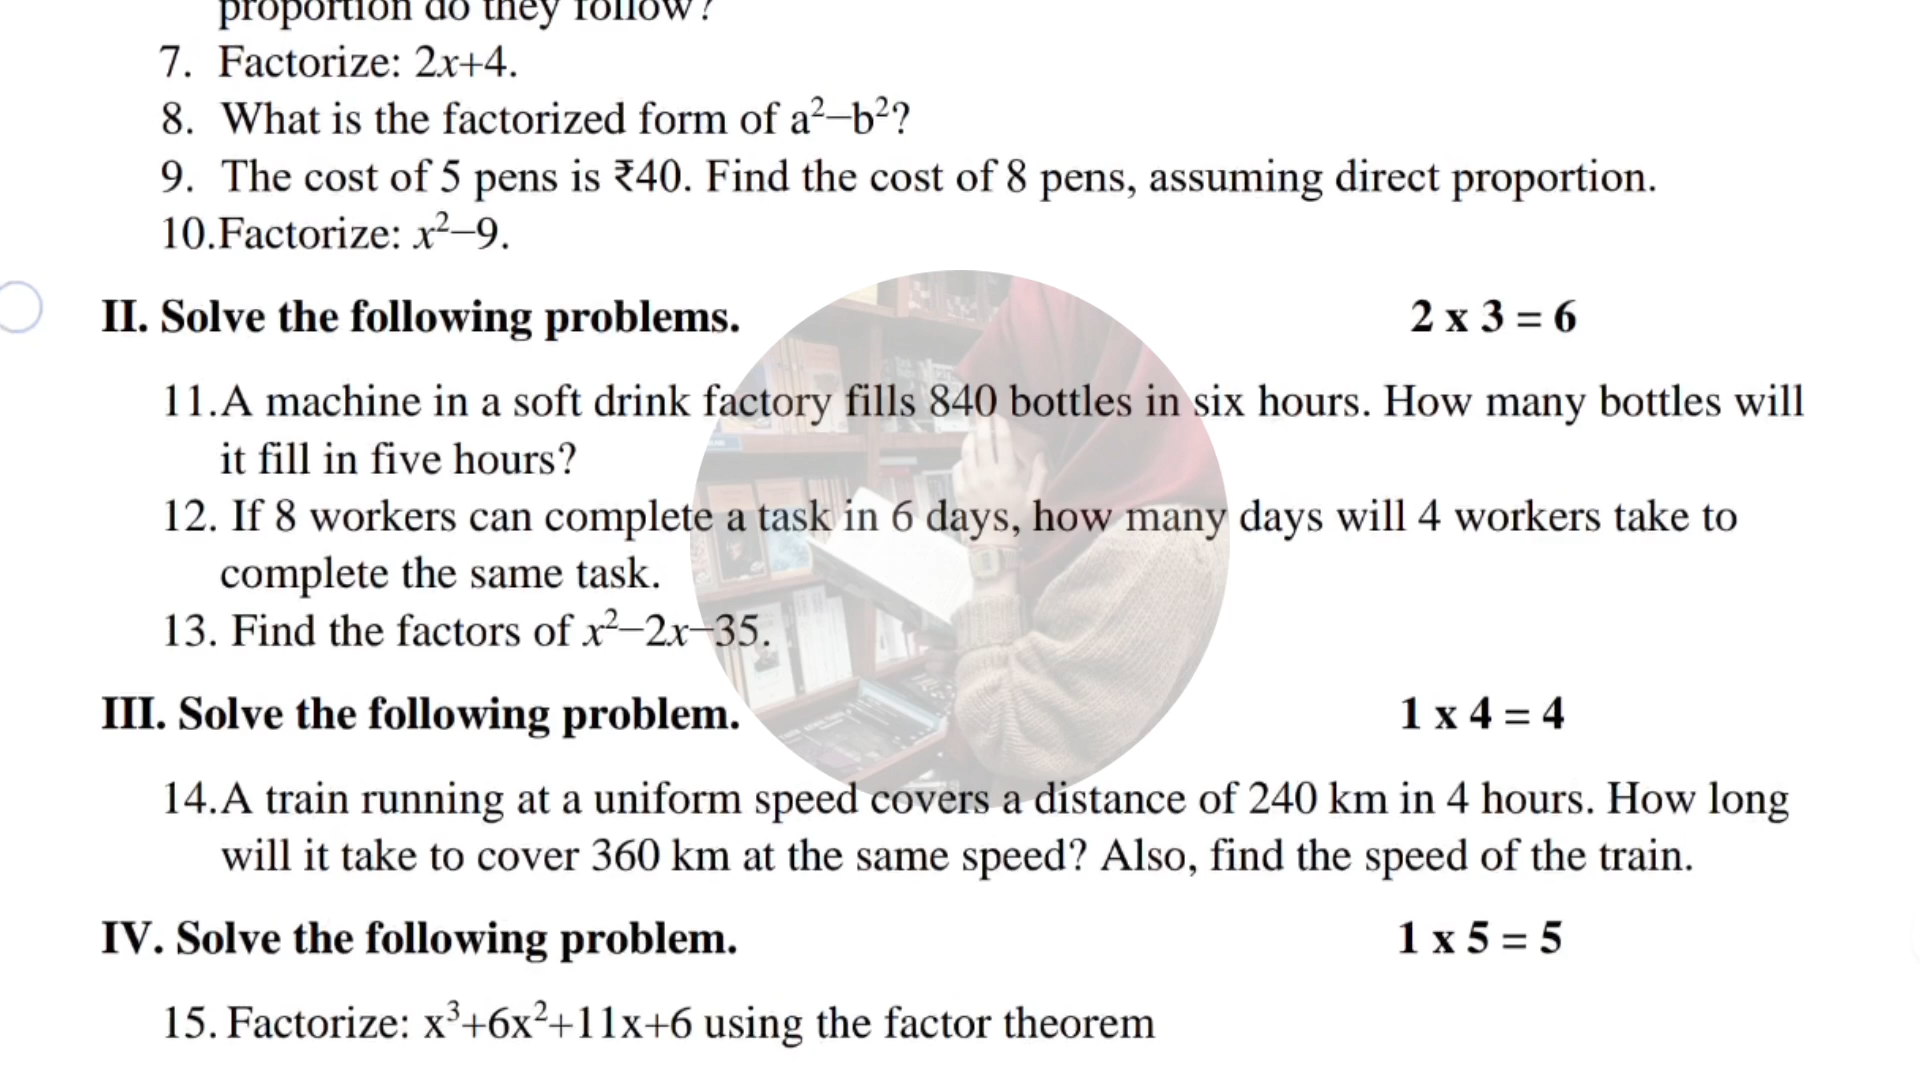 proportion do they follow?
7. Factorize: 2x+4.
8. What is the factorized form of a²–b²?
9. The cost of 5 pens is ₹40. Find the cost of 8 pens, assuming direct proportion.
10.Factorize: x²–9.
II. Solve the following problems. 2 x 3 = 6
11.A machine in a soft drink factory fills 840 bottles in six hours. How many bottles will
it fill in five hours?
12. If 8 workers can complete a task in 6 days, how many days will 4 workers take to
complete the same task.
13. Find the factors of x²–2x–35.
III. Solve the following problem. 1 x 4 = 4
14.A train running at a uniform speed covers a distance of 240 km in 4 hours. How long
will it take to cover 360 km at the same speed? Also, find the speed of the train.
IV. Solve the following problem. 1 x 5 = 5
15. Factorize: x³+6x²+11x+6 using the factor theorem